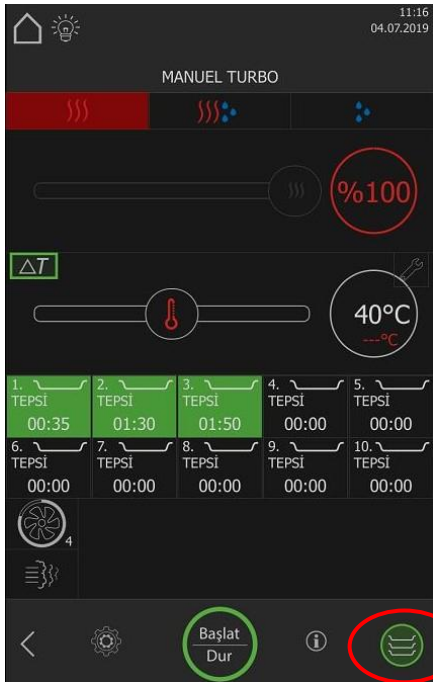 11:16
04.07.2019
MANUEL TURBO
%100
△T
40°C
---°C
1. 2. 3. 4. 5.
TEPSİ TEPSİ TEPSİ TEPSİ TEPSİ
00:35 01:30 01:50 00:00 00:00
6. 7. 8. 9. 10.
TEPSİ TEPSİ TEPSİ TEPSİ TEPSİ
00:00 00:00 00:00 00:00 00:00
4
Başlat
Dur